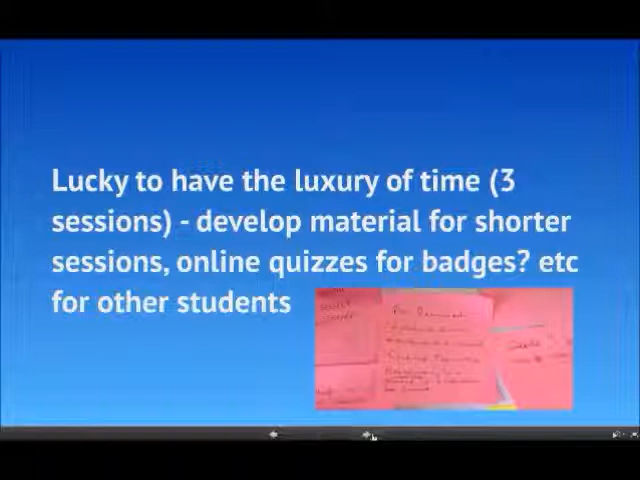 Lucky to have the luxury of time (3
sessions) - develop material for shorter
sessions, online quizzes for badges? etc
for other students